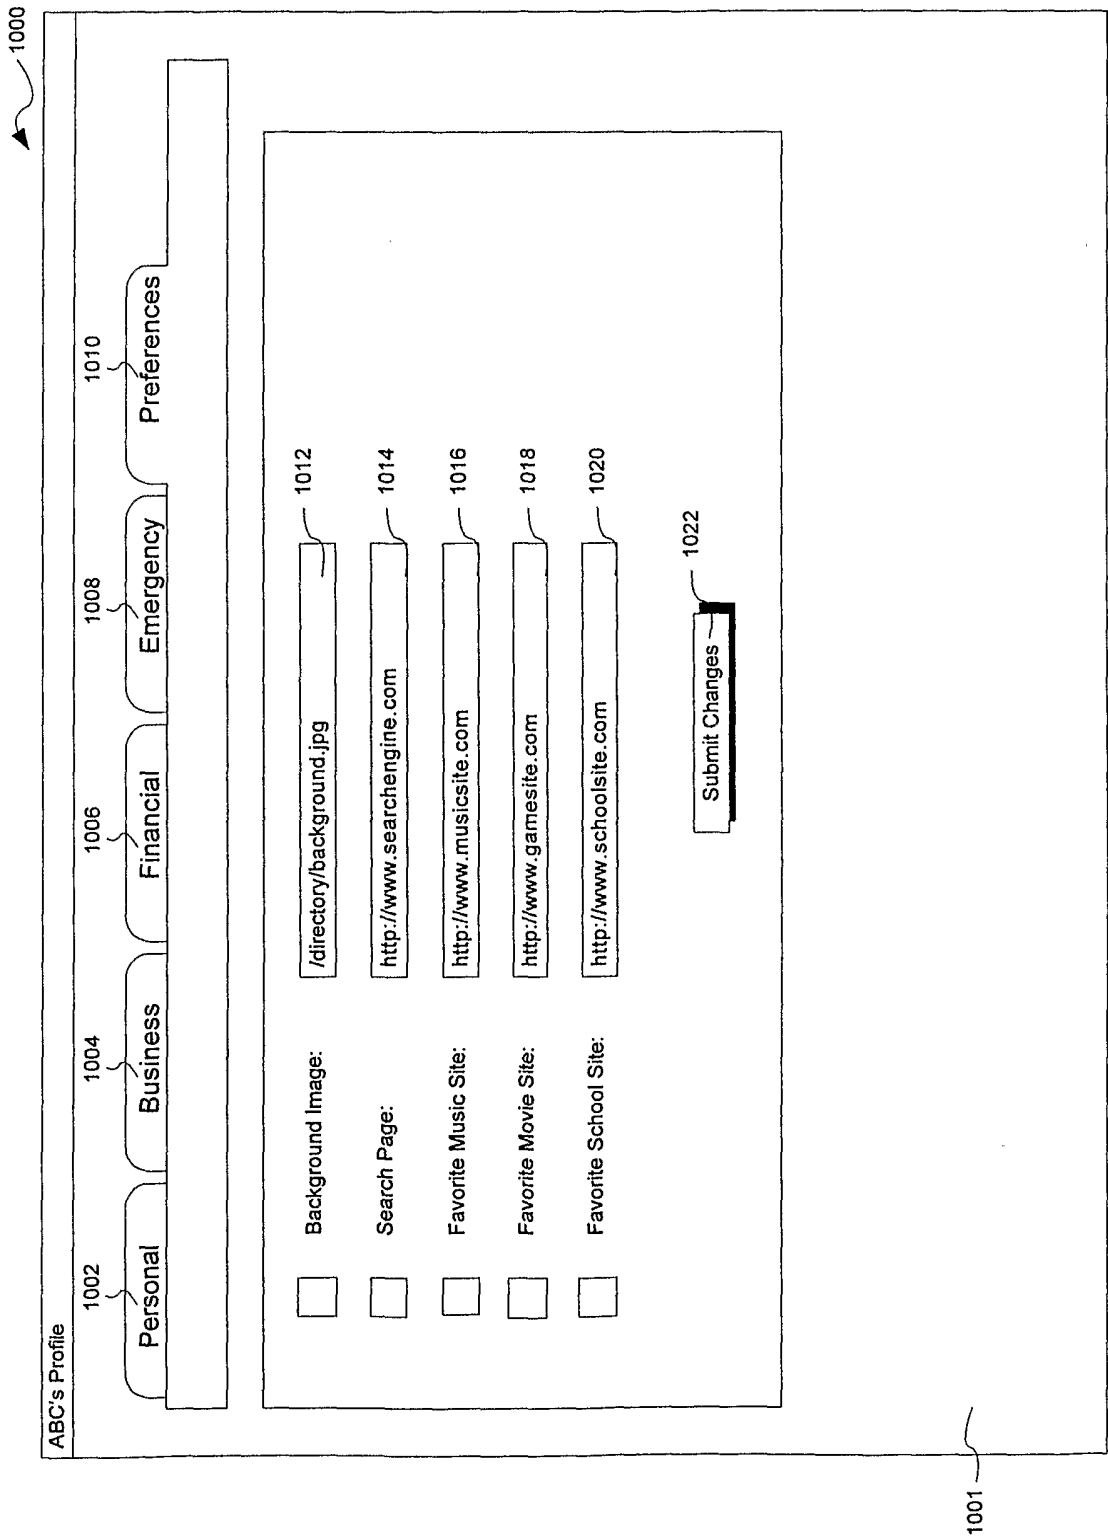 1000
ABC's Profile
1002 1004 1006 1008 1010
Personal Business Financial Emergency Preferences
Background Image: /directory/background.jpg 1012
Search Page: http://www.searchengine.com 1014
Favorite Music Site: http://www.musicsite.com 1016
Favorite Movie Site: http://www.gamesite.com 1018
Favorite School Site: http://www.schoolsite.com 1020
Submit Changes 1022
1001